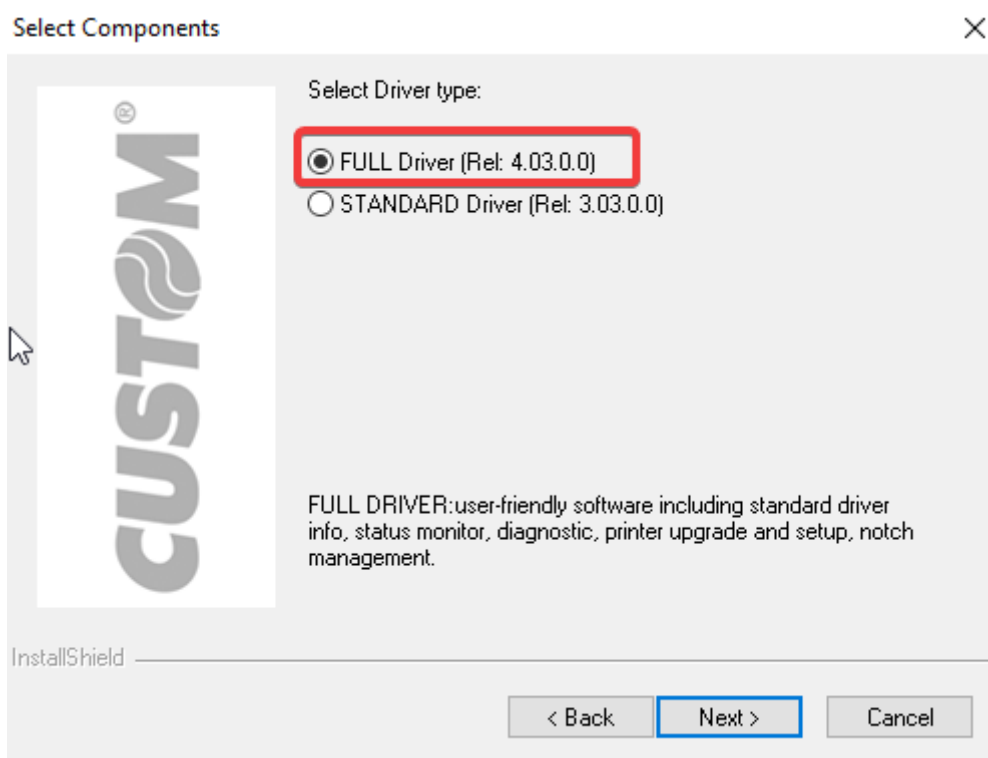 Select Components
Select Driver type:
FULL Driver (Rel: 4.03.0.0)
STANDARD Driver (Rel: 3.03.0.0)
CUSTOM®
FULL DRIVER:user-friendly software including standard driver
info, status monitor, diagnostic, printer upgrade and setup, notch
management.
InstallShield
< Back
Next >
Cancel